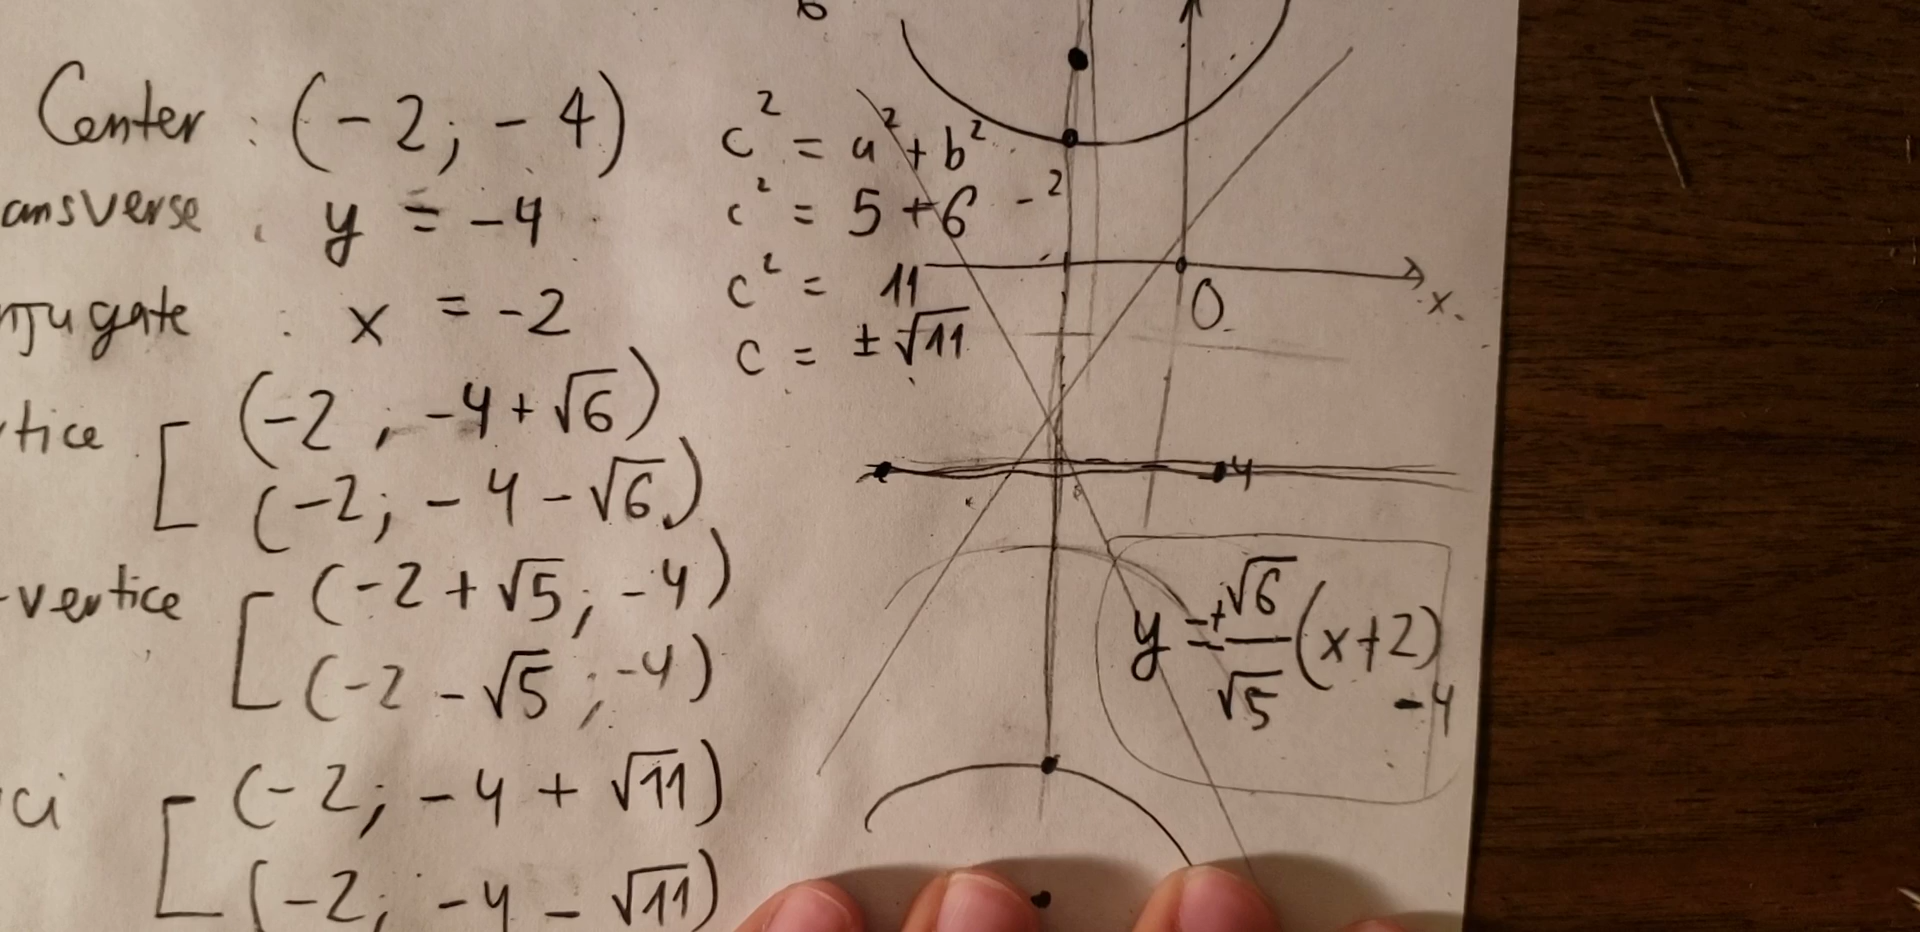 Center : (-2; -4)
ansverse : y = -4
njugate : x = -2
tice [ (-2 ; -4 + √6)
(-2; -4 - √6)
-vertice [ (-2 + √5; -4)
(-2 - √5; -4)
ci [ (-2; -4 + √11)
(-2; -4 - √11)
c² = a² + b²
c² = 5 + 6
c² = 11
c = ± √11
-2
O
x
-4
y = ± √6/√5 (x+2) -4